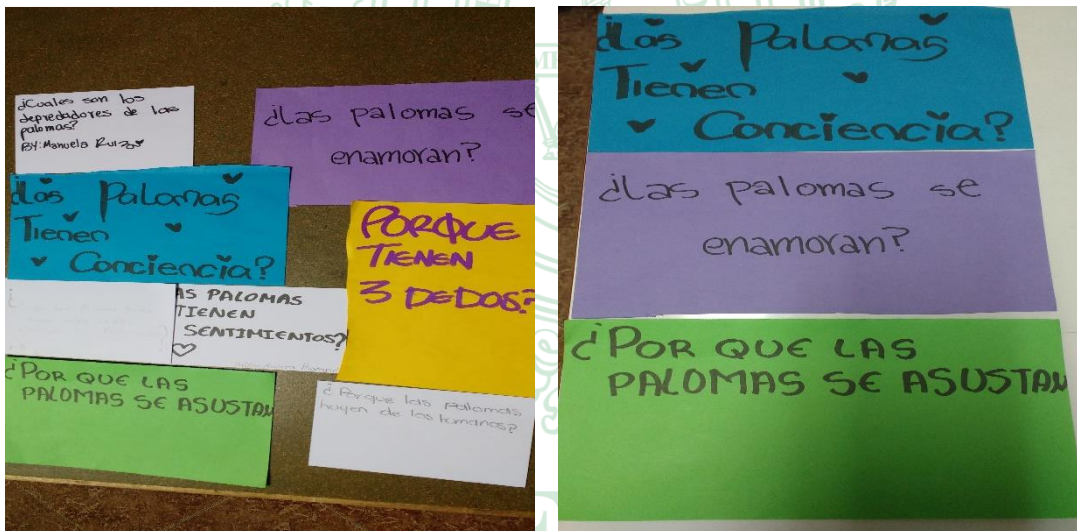 ¿Cuales son los
depredadores de las
palomas?
BY: Manuela Ruiz
¿Las palomas se
enamoran?
¿Las Palomas
Tienen
Conciencia?
PORQUE
TIENEN
3 DEDOS?
AS PALOMAS
TIENEN
SENTIMIENTOS?
¿POR QUE LAS
PALOMAS SE ASUSTAN
¿Porque las palomas
huyen de los humanos?
¿Las Palomas
Tienen
Conciencia?
¿Las palomas se
enamoran?
¿POR QUE LAS
PALOMAS SE ASUSTAN